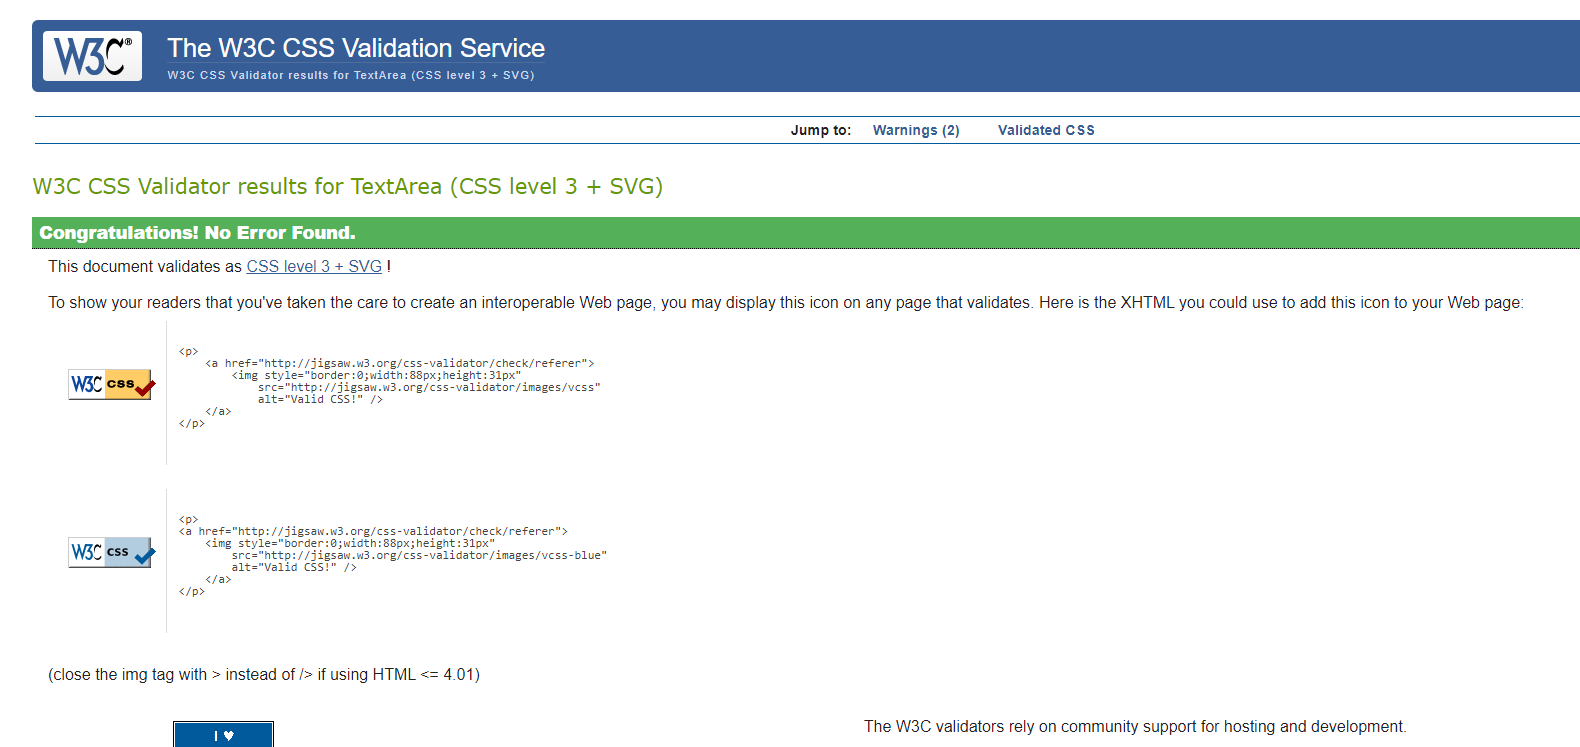 W3C®
The W3C CSS Validation Service
W3C CSS Validator results for TextArea (CSS level 3 + SVG)
Jump to: Warnings (2) Validated CSS
W3C CSS Validator results for TextArea (CSS level 3 + SVG)
Congratulations! No Error Found.
This document validates as CSS level 3 + SVG !
To show your readers that you've taken the care to create an interoperable Web page, you may display this icon on any page that validates. Here is the XHTML you could use to add this icon to your Web page:
W3C css
<p>
    <a href="http://jigsaw.w3.org/css-validator/check/referer">
        <img style="border:0;width:88px;height:31px"
            src="http://jigsaw.w3.org/css-validator/images/vcss"
            alt="Valid CSS!" />
    </a>
</p>
W3C css
<p>
<a href="http://jigsaw.w3.org/css-validator/check/referer">
    <img style="border:0;width:88px;height:31px"
        src="http://jigsaw.w3.org/css-validator/images/vcss-blue"
        alt="Valid CSS!" />
    </a>
</p>
(close the img tag with > instead of /> if using HTML <= 4.01)
I ♥
The W3C validators rely on community support for hosting and development.